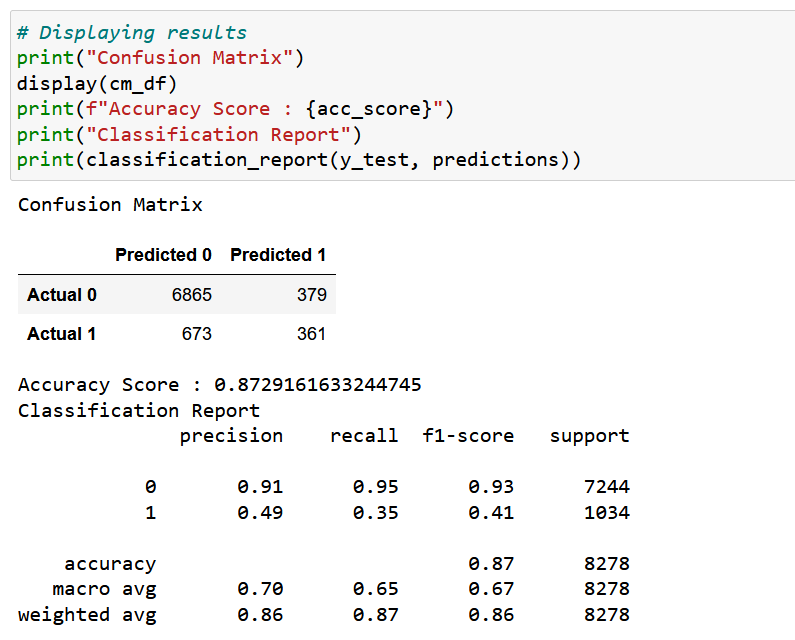 # Displaying results
print("Confusion Matrix")
display(cm_df)
print(f"Accuracy Score : {acc_score}")
print("Classification Report")
print(classification_report(y_test, predictions))
Confusion Matrix
Predicted 0 Predicted 1
Actual 0 6865 379
Actual 1 673 361
Accuracy Score : 0.8729161633244745
Classification Report
precision recall f1-score support
0 0.91 0.95 0.93 7244
1 0.49 0.35 0.41 1034
accuracy 0.87 8278
macro avg 0.70 0.65 0.67 8278
weighted avg 0.86 0.87 0.86 8278